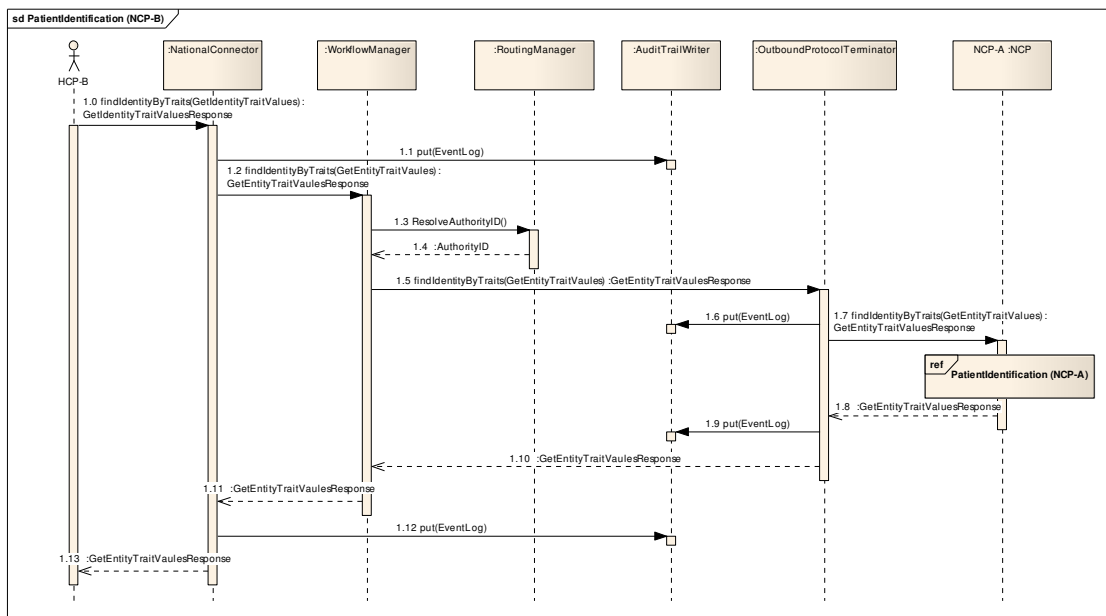 sd PatientIdentification (NCP-B)
:NationalConnector
:WorkflowManager
:RoutingManager
:AuditTrailWriter
:OutboundProtocolTerminator
NCP-A :NCP
HCP-B
1.0 findIdentityByTraits(GetIdentityTraitValues) :
GetIdentityTraitValuesResponse
1.1 put(EventLog)
1.2 findIdentityByTraits(GetEntityTraitVaules) :
GetEntityTraitVaulesResponse
1.3 ResolveAuthorityID()
1.4 :AuthorityID
1.5 findIdentityByTraits(GetEntityTraitVaules) :GetEntityTraitVaulesResponse
1.6 put(EventLog)
1.7 findIdentityByTraits(GetEntityTraitValues) :
GetEntityTraitValuesResponse
ref
PatientIdentification (NCP-A)
1.8 :GetEntityTraitValuesResponse
1.9 put(EventLog)
1.10 :GetEntityTraitVaulesResponse
1.11 :GetEntityTraitVaulesResponse
1.12 put(EventLog)
1.13 :GetEntityTraitVaulesResponse